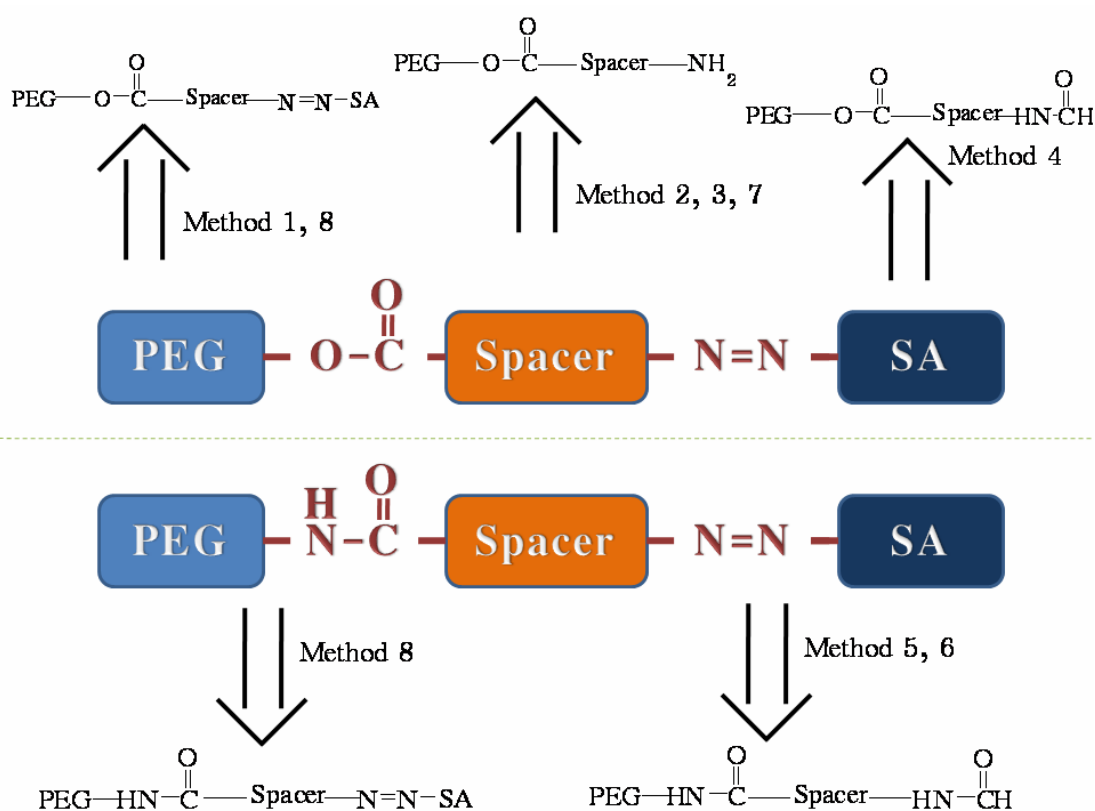 O
PEG—O—C—Spacer—N=N—SA
O
PEG—O—C—Spacer—NH2
O
PEG—O—C—Spacer—HN—CH
Method 1, 8
Method 2, 3, 7
Method 4
O
PEG—O—C—Spacer—N=N—SA
H O
PEG—N—C—Spacer—N=N—SA
Method 8
Method 5, 6
O
PEG—HN—C—Spacer—N=N—SA
O O
PEG—HN—C—Spacer—HN—CH